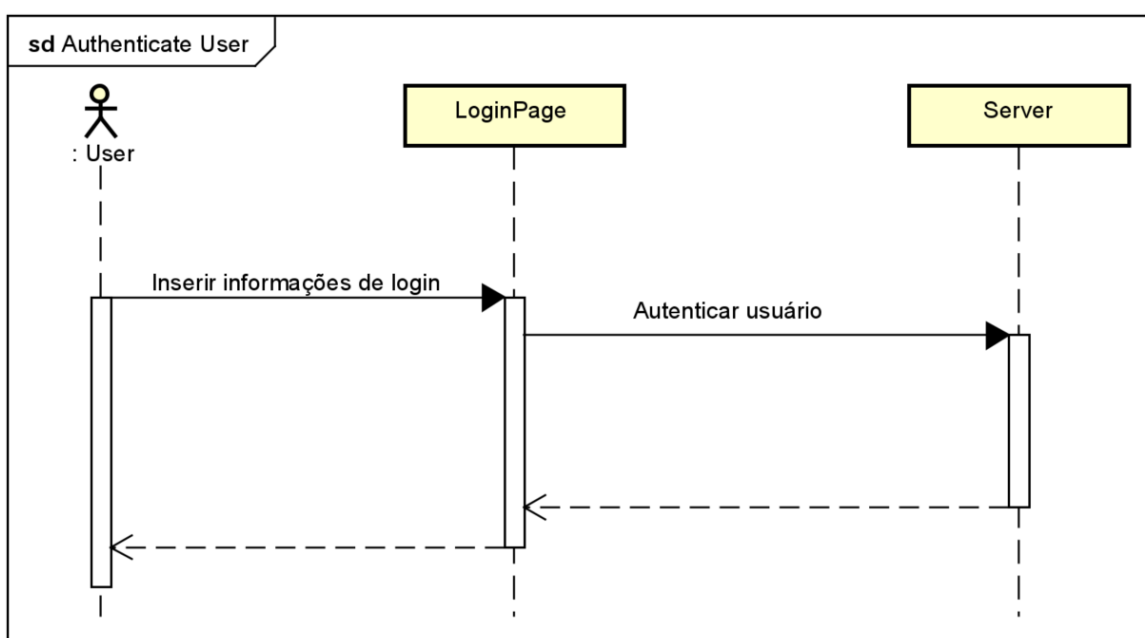 sd Authenticate User
: User
LoginPage
Server
Inserir informações de login
Autenticar usuário